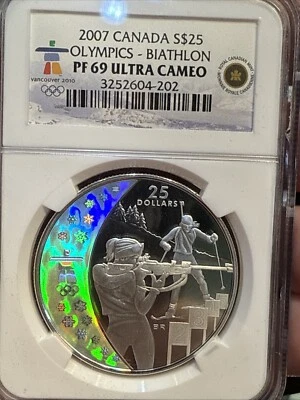 2007 CANADA S$25
OLYMPICS - BIATHLON
PF 69 ULTRA CAMEO
3252604-202
vancouver 2010
25
DOLLARS